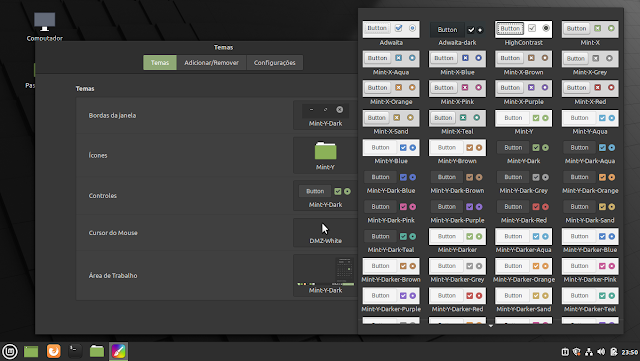 Computador
Temas
Temas
Adicionar/Remover
Configurações
Temas
Bordas da janela
Mint-Y-Dark
Ícones
Mint-Y
Controles
Button
Mint-Y-Dark
Cursor do Mouse
DMZ-White
Área de Trabalho
Mint-Y-Dark
Button Button Button Button
Adwaita Adwaita-dark HighContrast Mint-X
Button Button Button Button
Mint-X-Aqua Mint-X-Blue Mint-X-Brown Mint-X-Grey
Button Button Button Button
Mint-X-Orange Mint-X-Pink Mint-X-Purple Mint-X-Red
Button Button Button Button
Mint-X-Sand Mint-X-Teal Mint-Y Mint-Y-Aqua
Button Button Button Button
Mint-Y-Blue Mint-Y-Brown Mint-Y-Dark Mint-Y-Dark-Aqua
Button Button Button Button
Mint-Y-Dark-Blue Mint-Y-Dark-Brown Mint-Y-Dark-Grey Mint-Y-Dark-Orange
Button Button Button Button
Mint-Y-Dark-Pink Mint-Y-Dark-Purple Mint-Y-Dark-Red Mint-Y-Dark-Sand
Button Button Button Button
Mint-Y-Dark-Teal Mint-Y-Darker Mint-Y-Darker-Aqua Mint-Y-Darker-Blue
Button Button Button Button
Mint-Y-Darker-Brown Mint-Y-Darker-Grey Mint-Y-Darker-Orange Mint-Y-Darker-Pink
Button Button Button Button
Mint-Y-Darker-Purple Mint-Y-Darker-Red Mint-Y-Darker-Sand Mint-Y-Darker-Teal
23:50